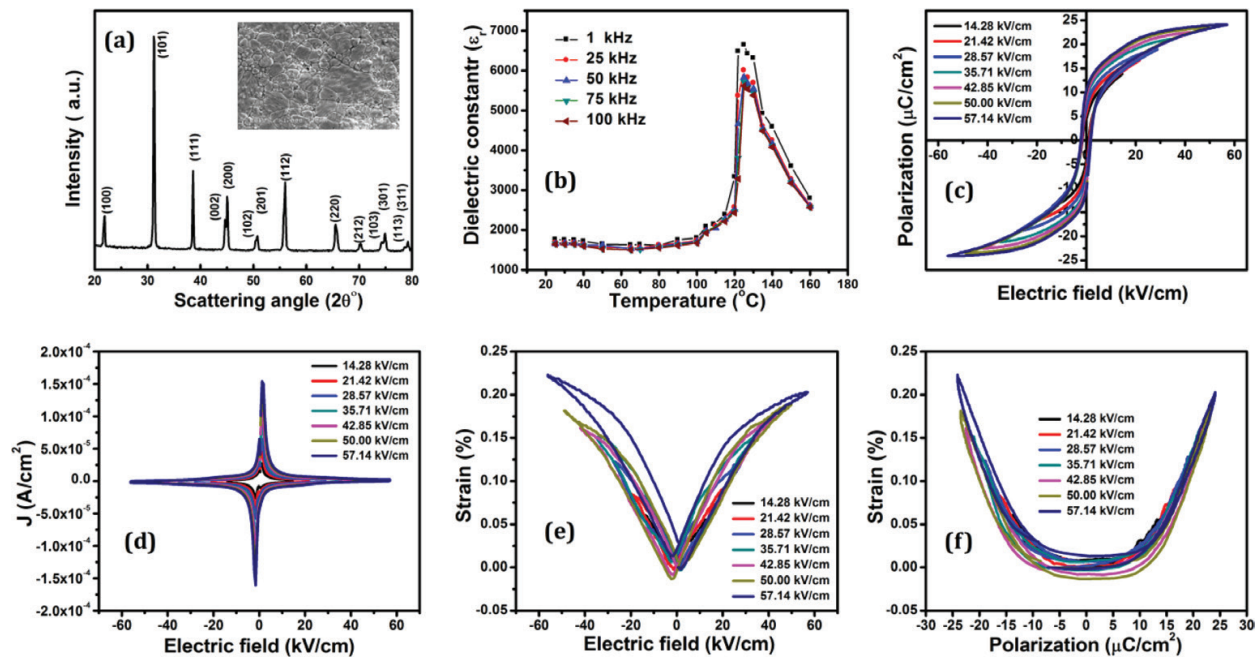 (a)
(100)
(101)
(111)
(002)
(200)
(102)
(201)
(112)
(220)
(212)
(103)
(301)
(113)
(311)
Intensity ( a.u.)
20 30 40 50 60 70 80
Scattering angle (2θ°)
(b)
1 kHz
25 kHz
50 kHz
75 kHz
100 kHz
Dielectric constantr (εr)
7500
6750
6000
5250
4500
3750
3000
2250
1500
1000
0 20 40 60 80 100 120 140 160 180
Temperature (°C)
(c)
14.28 kV/cm
21.42 kV/cm
28.57 kV/cm
35.71 kV/cm
42.85 kV/cm
50.00 kV/cm
57.14 kV/cm
Polarization (μC/cm²)
25
20
15
10
5
0
-5
-10
-15
-20
-25
-60 -40 -20 0 20 40 60
Electric field (kV/cm)
(d)
14.28 kV/cm
21.42 kV/cm
28.57 kV/cm
35.71 kV/cm
42.85 kV/cm
50.00 kV/cm
57.14 kV/cm
J (A/cm²)
2.0x10⁻⁴
1.5x10⁻⁴
1.0x10⁻⁴
5.0x10⁻⁵
0.0
-5.0x10⁻⁵
-1.0x10⁻⁴
-1.5x10⁻⁴
-2.0x10⁻⁴
-60 -40 -20 0 20 40 60
Electric field (kV/cm)
(e)
14.28 kV/cm
21.42 kV/cm
28.57 kV/cm
35.71 kV/cm
42.85 kV/cm
50.00 kV/cm
57.14 kV/cm
Strain (%)
0.25
0.20
0.15
0.10
0.05
0.00
-0.05
-60 -40 -20 0 20 40 60
Electric field (kV/cm)
(f)
14.28 kV/cm
21.42 kV/cm
28.57 kV/cm
35.71 kV/cm
42.85 kV/cm
50.00 kV/cm
57.14 kV/cm
Strain (%)
0.25
0.20
0.15
0.10
0.05
0.00
-0.05
-30 -25 -20 -15 -10 -5 0 5 10 15 20 25 30
Polarization (μC/cm²)